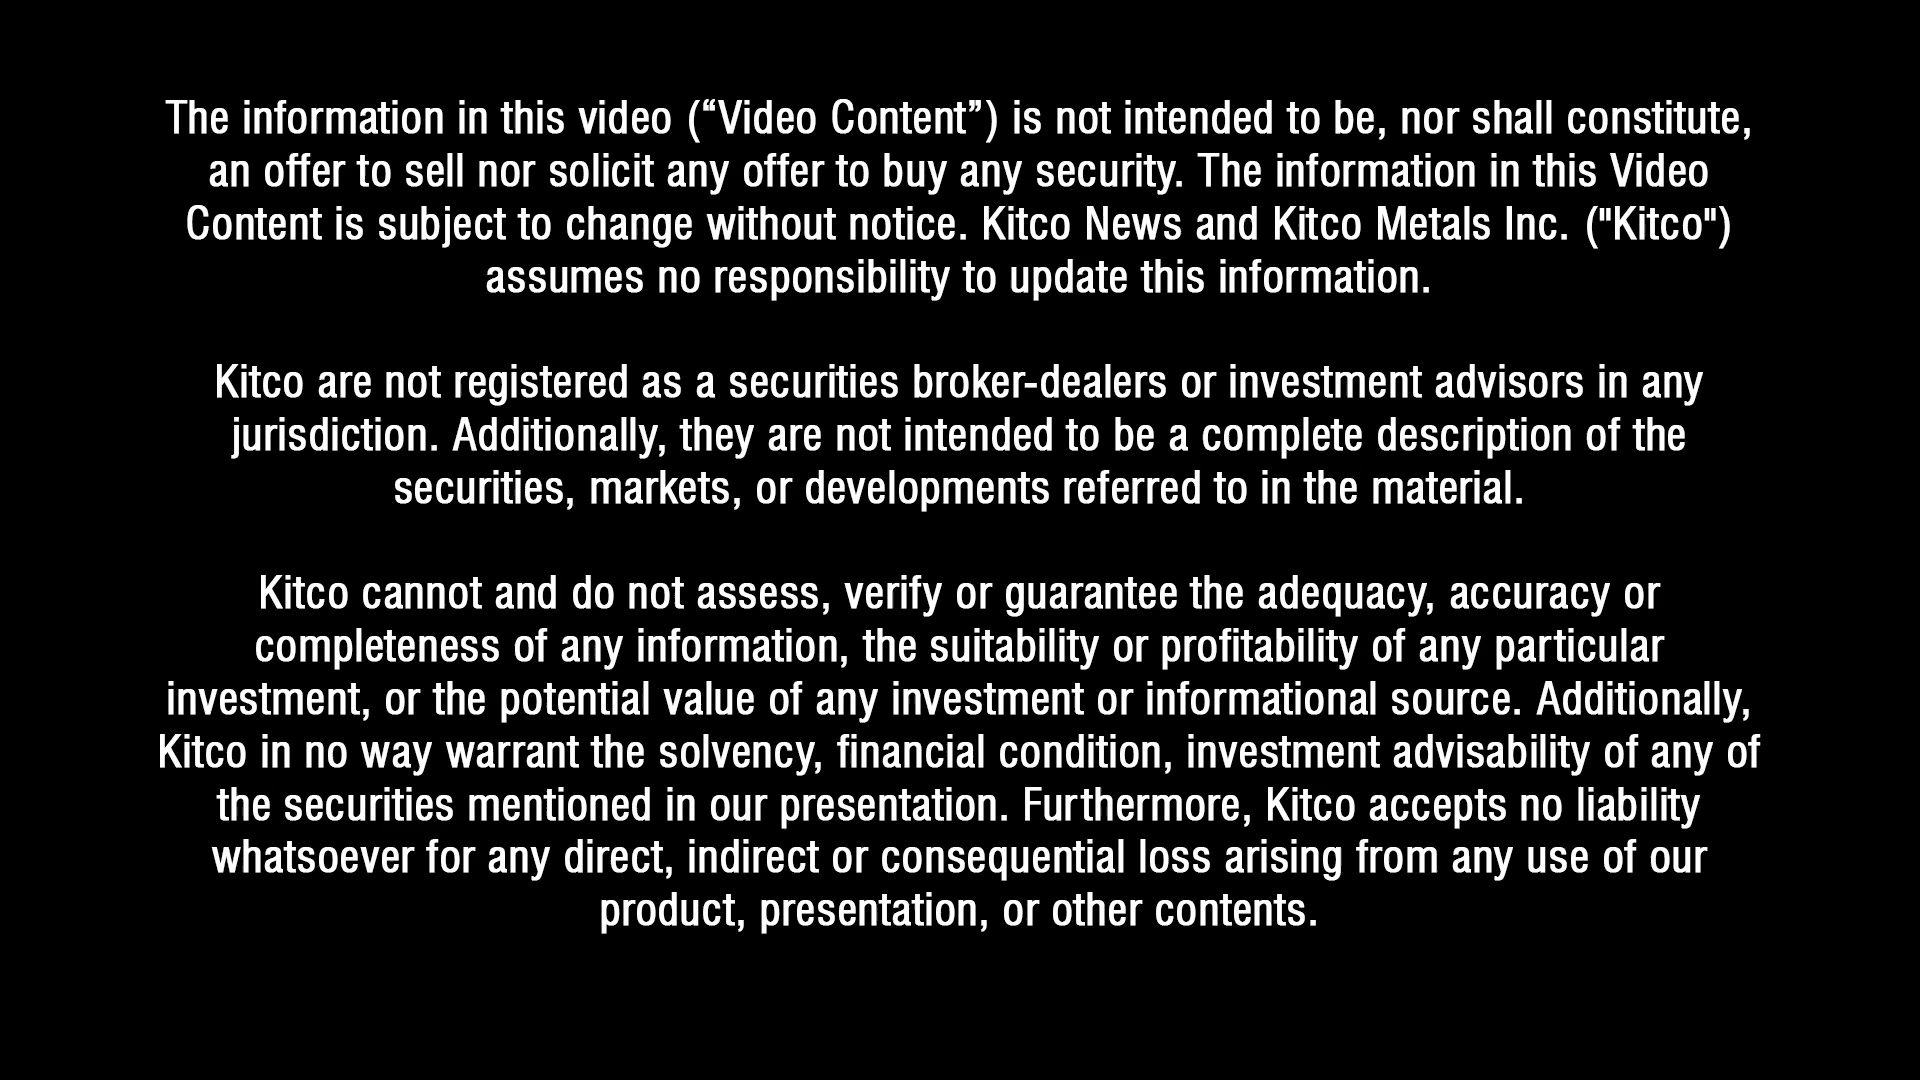 The information in this video (“Video Content”) is not intended to be, nor shall constitute,
an offer to sell nor solicit any offer to buy any security. The information in this Video
Content is subject to change without notice. Kitco News and Kitco Metals Inc. ("Kitco")
assumes no responsibility to update this information.
Kitco are not registered as a securities broker-dealers or investment advisors in any
jurisdiction. Additionally, they are not intended to be a complete description of the
securities, markets, or developments referred to in the material.
Kitco cannot and do not assess, verify or guarantee the adequacy, accuracy or
completeness of any information, the suitability or profitability of any particular
investment, or the potential value of any investment or informational source. Additionally,
Kitco in no way warrant the solvency, financial condition, investment advisability of any of
the securities mentioned in our presentation. Furthermore, Kitco accepts no liability
whatsoever for any direct, indirect or consequential loss arising from any use of our
product, presentation, or other contents.